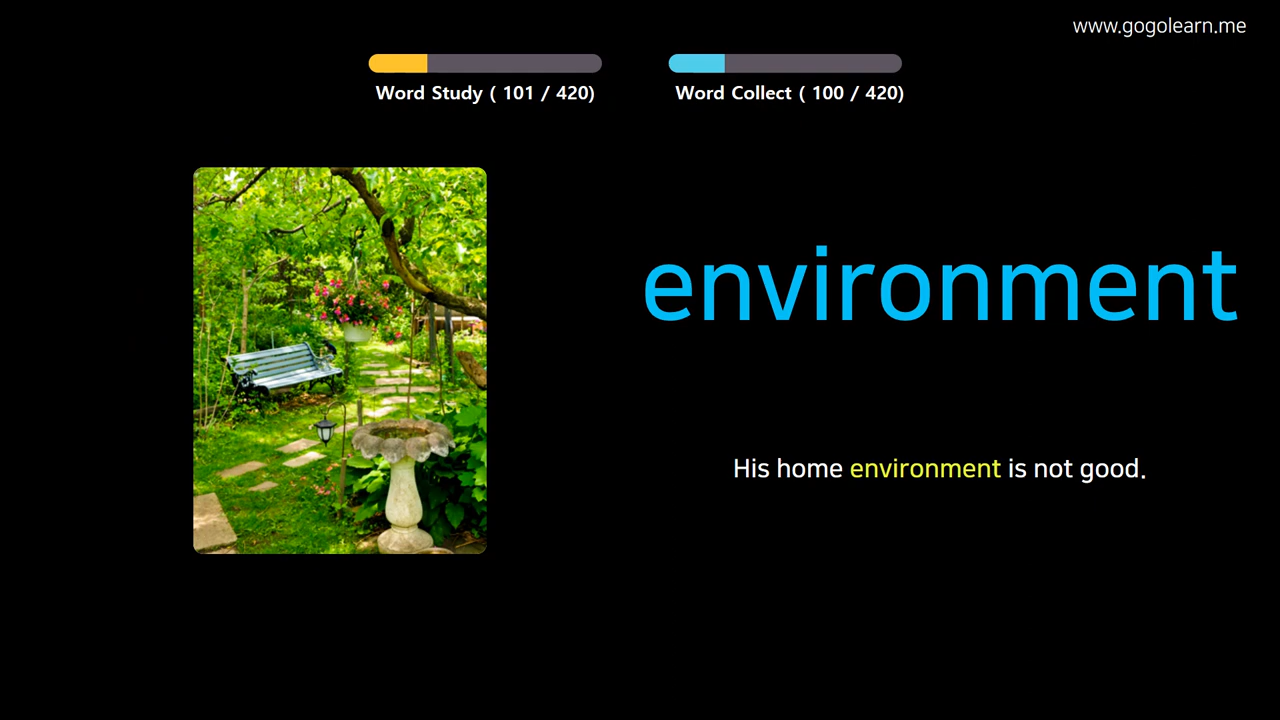 www.gogolearn.me
Word Study ( 101 / 420)
Word Collect ( 100 / 420)
environment
His home environment is not good.